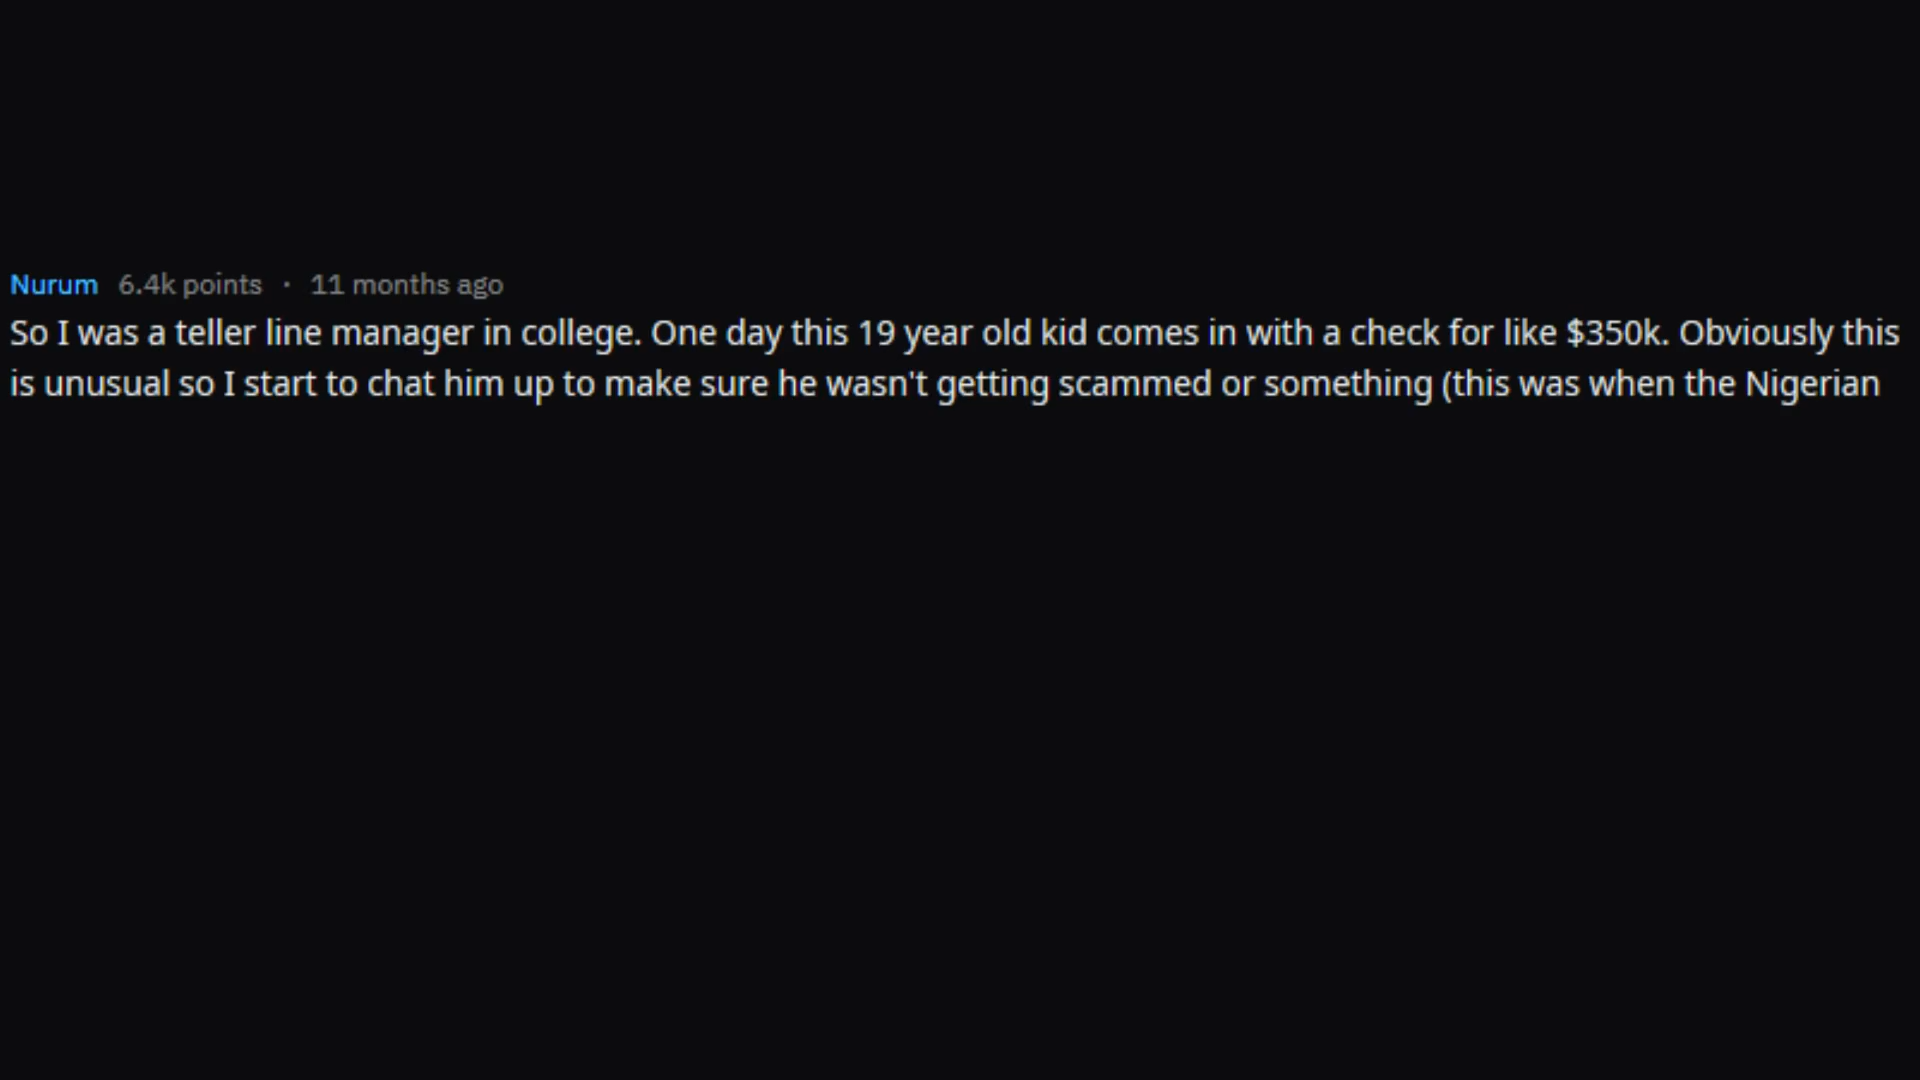 Nurum 6.4k points · 11 months ago
So I was a teller line manager in college. One day this 19 year old kid comes in with a check for like $350k. Obviously this
is unusual so I start to chat him up to make sure he wasn't getting scammed or something (this was when the Nigerian